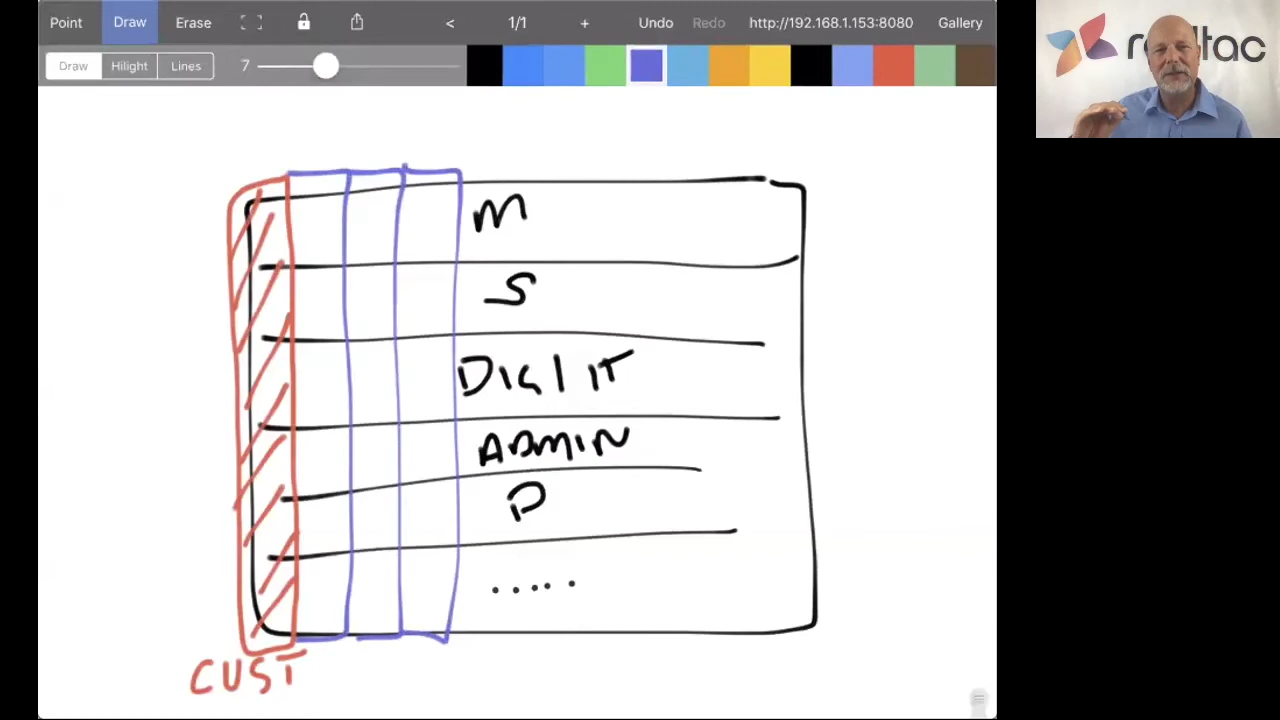 Point Draw Erase < 1/1 + Undo Redo http://192.168.1.153:8080 Gallery
Draw Hilight Lines 7
M
S
DIG/IT
ADMIN
P
.....
CUST